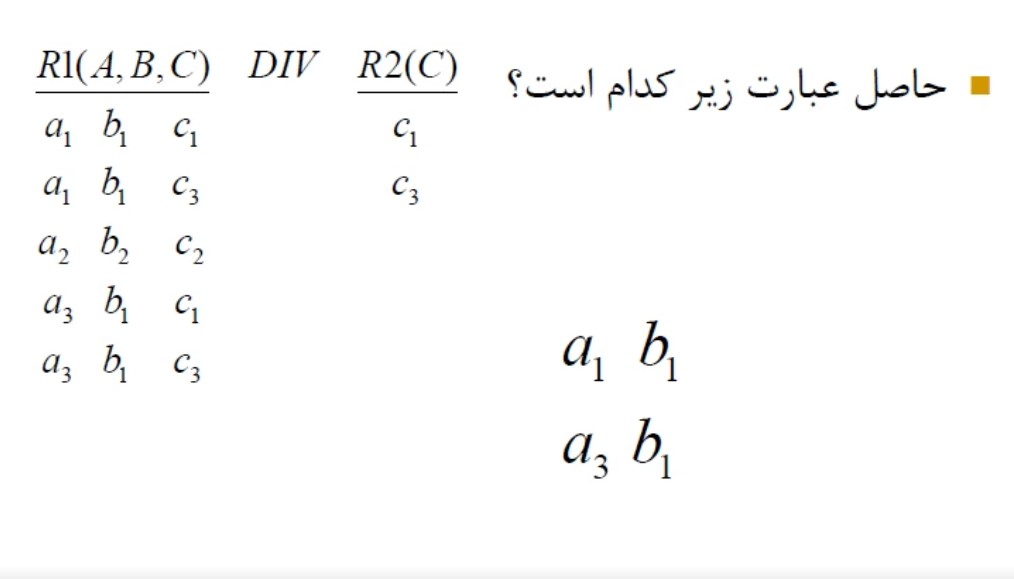 ■ حاصل عبارت زیر کدام است؟
R1(A, B, C) DIV R2(C)
a₁ b₁ c₁ c₁
a₁ b₁ c₃ c₃
a₂ b₂ c₂
a₃ b₁ c₁
a₃ b₁ c₃
a₁ b₁
a₃ b₁